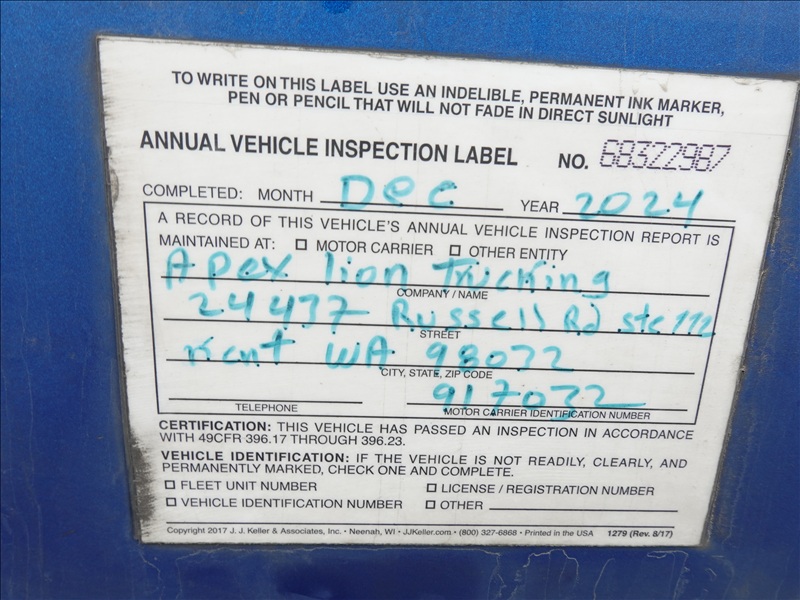 TO WRITE ON THIS LABEL USE AN INDELIBLE, PERMANENT INK MARKER,
PEN OR PENCIL THAT WILL NOT FADE IN DIRECT SUNLIGHT
ANNUAL VEHICLE INSPECTION LABEL NO. 68322987
COMPLETED: MONTH Dec YEAR 2024
A RECORD OF THIS VEHICLE'S ANNUAL VEHICLE INSPECTION REPORT IS
MAINTAINED AT: ☐ MOTOR CARRIER ☐ OTHER ENTITY
Apex lion Trucking
COMPANY / NAME
24437 Russell Rd ste 112
STREET
Kent WA 98032
CITY, STATE, ZIP CODE
917032
TELEPHONE MOTOR CARRIER IDENTIFICATION NUMBER
CERTIFICATION: THIS VEHICLE HAS PASSED AN INSPECTION IN ACCORDANCE
WITH 49CFR 396.17 THROUGH 396.23.
VEHICLE IDENTIFICATION: IF THE VEHICLE IS NOT READILY, CLEARLY, AND
PERMANENTLY MARKED, CHECK ONE AND COMPLETE.
☐ FLEET UNIT NUMBER ☐ LICENSE / REGISTRATION NUMBER
☐ VEHICLE IDENTIFICATION NUMBER ☐ OTHER
Copyright 2017 J. J. Keller & Associates, Inc. • Neenah, WI • JJKeller.com • (800) 327-6868 • Printed in the USA 1279 (Rev. 8/17)